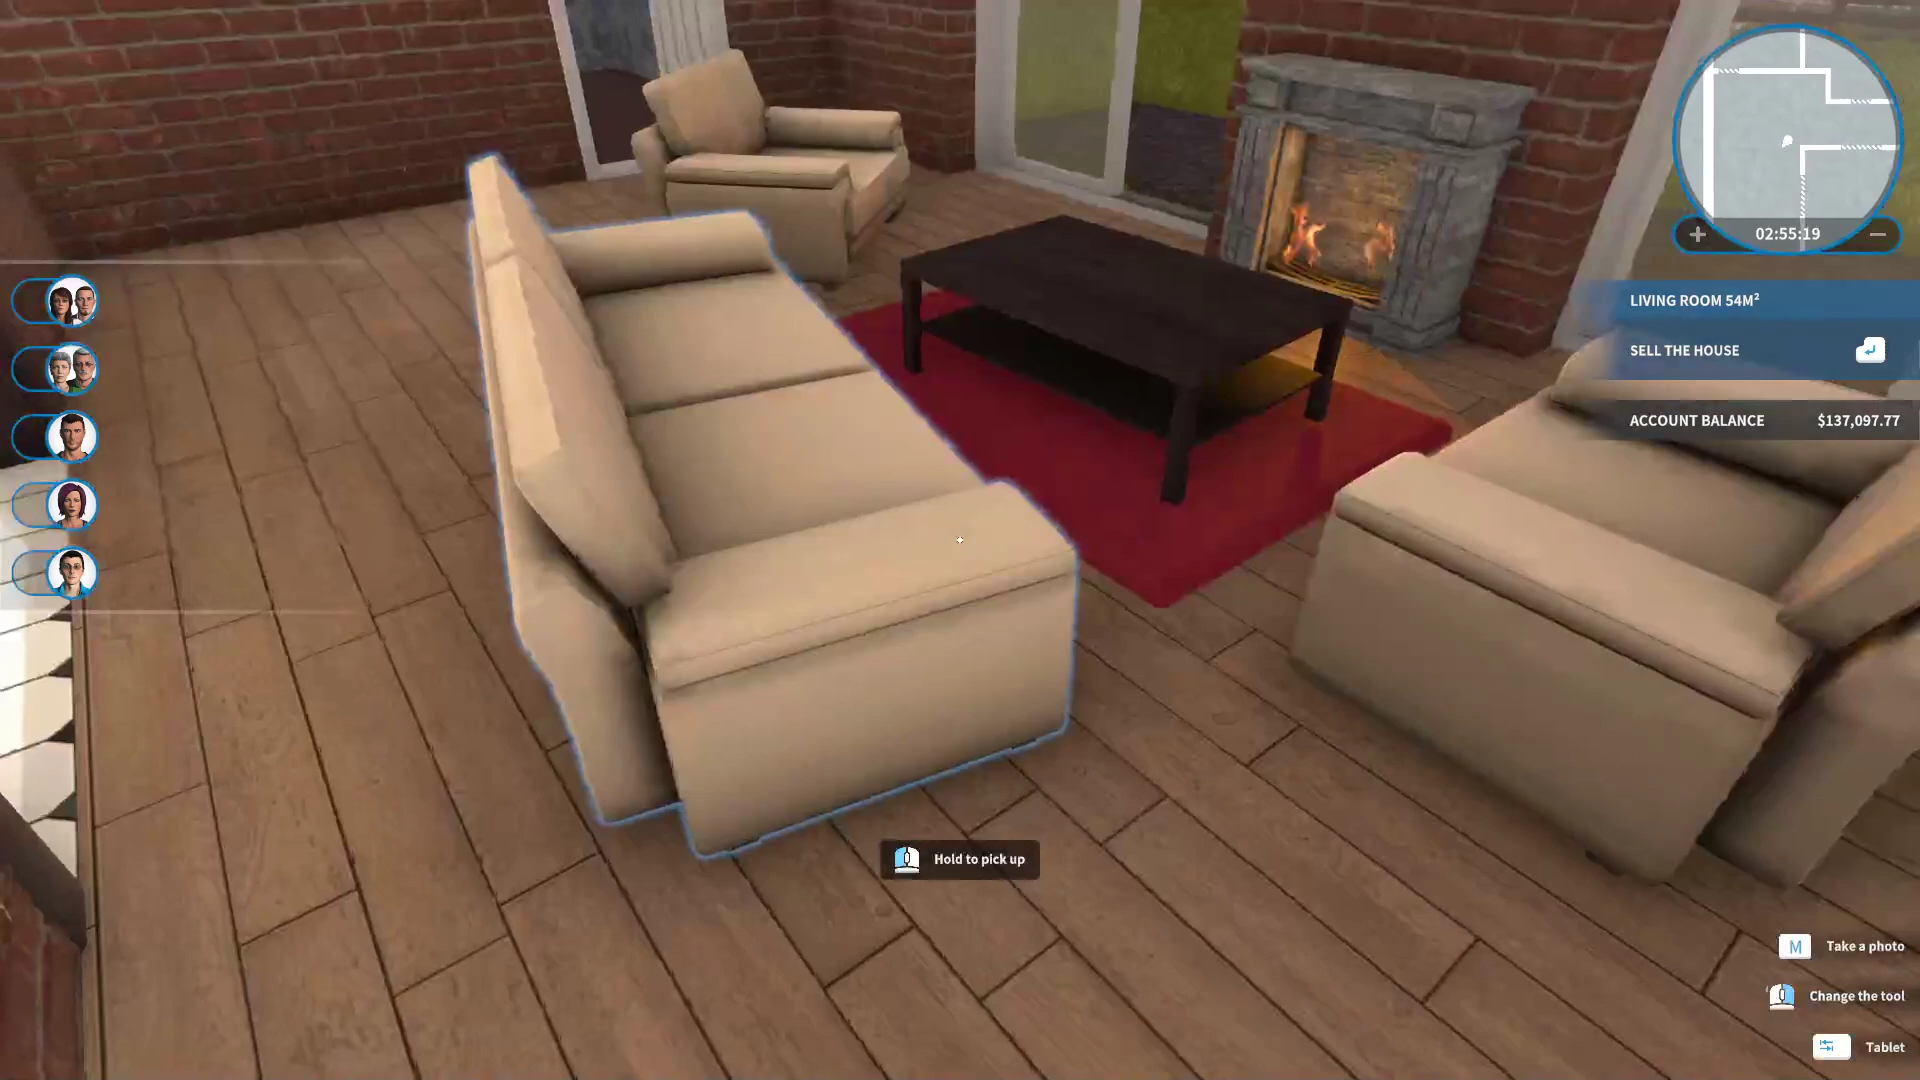 02:55:19
LIVING ROOM 54M²
SELL THE HOUSE
ACCOUNT BALANCE $137,097.77
Hold to pick up
M Take a photo
Change the tool
Tablet